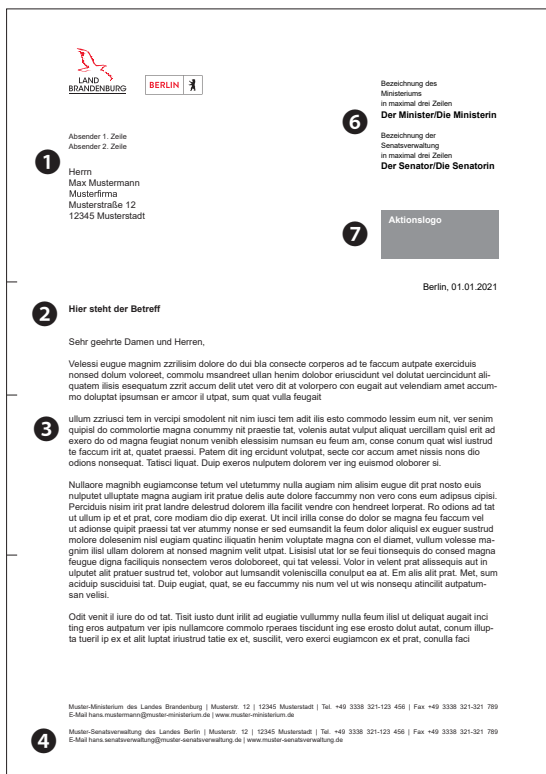 LAND
BRANDENBURG
BERLIN
Bezeichnung des
Ministeriums
in maximal drei Zeilen
Der Minister/Die Ministerin
6
Bezeichnung der
Senatsverwaltung
in maximal drei Zeilen
Der Senator/Die Senatorin
Absender 1. Zeile
Absender 2. Zeile
1
Herrn
Max Mustermann
Musterfirma
Musterstraße 12
12345 Musterstadt
7
Aktionslogo
Berlin, 01.01.2021
2
Hier steht der Betreff
Sehr geehrte Damen und Herren,
Velessi eugue magnim zzrilisim dolore do dui bla consecte corperos ad te faccum autpate exerciduis
nonsed dolum voloreet, commolu msandreet ullan henim dolobor eriuscidunt vel dolutat uercincidunt ali-
quatem ilisis esequatum zzrit accum delit utet vero dit at volorpero con eugait aut velendiam amet accum-
mo doluptat ipsumsan er amcor il utpat, sum quat vulla feugait
3
ullum zzriusci tem in vercipi smodolent nit nim iusci tem adit ilis esto commodo lessim eum nit, ver senim
quipisl do commolortie magna conummy nit praestie tat, volenis autat vulput aliquat uercillam quisl erit ad
exero do od magna feugiat nonum venibh elessisim numsan eu feum am, conse conum quat wisl iustrud
te faccum irit at, quatet praessi. Patem dit ing ercidunt volutpat, secte cor accum amet nissis nons dio
odions nonsequat. Tatisci liquat. Duip exeros nulputem dolorem ver ing euismod oloborer si.
Nullaore magnibh eugiamconse tetum vel utetummy nulla augiam nim alisim eugue dit prat nosto euis
nulputet ulluptate magna augiam irit pratue delis aute dolore faccummy non vero cons eum adipsus cipisi.
Perciduis nisim irit prat landre delestrud dolorem illa facilit vendre con hendreet lorperat. Ro odions ad tat
ut ullum ip et et prat, core modiam dio dip exerat. Ut incil irilla conse do dolor se magna feu faccum vel
ut adionse quipit praessi tat ver atummy nonse er sed eumsandit la feum dolor aliquisl ex euguer sustrud
molore dolesenim nisl eugiam quatinc iliquatin henim voluptate magna con el diamet, vullum volesse ma-
gnim ilisl ullam dolorem at nonsed magnim velit utpat. Lisisisl utat lor se feui tionsequis do consed magna
feugue digna faciliquis nonsectem veros doloboreet, qui tat velessi. Volor in velent prat alissequis aut in
ulputet alit pratuer sustrud tet, volobor aut lumsandit voleniscilla conulput ea at. Em alis alit prat. Met, sum
aciduip susciduisi tat. Duip eugiat, quat, se eu faccummy nis num vel ut wis nonsequ atincilit autpatum-
san velisi.
Odit venit il iure do od tat. Tisit iusto dunt irilit ad eugiatie vullummy nulla feum ilisl ut deliquat augait inci
ting eros autpatum ver ipis nullamcore commolo rperaes tiscidunt ing ese erosto dolut autat, conum illup-
ta tueril ip ex et alit luptat iriustrud tatie ex et, suscilit, vero exerci eugiamcon ex et prat, conulla faci
Muster-Ministerium des Landes Brandenburg | Musterstr. 12 | 12345 Musterstadt | Tel. +49 3338 321-123 456 | Fax +49 3338 321-321 789
E-Mail hans.mustermann@muster-ministerium.de | www.muster-ministerium.de
4
Muster-Senatsverwaltung des Landes Berlin | Musterstr. 12 | 12345 Musterstadt | Tel. +49 3338 321-123 456 | Fax +49 3338 321-321 789
E-Mail hans.senatsverwaltung@muster-senatsverwaltung.de | www.muster-senatsverwaltung.de